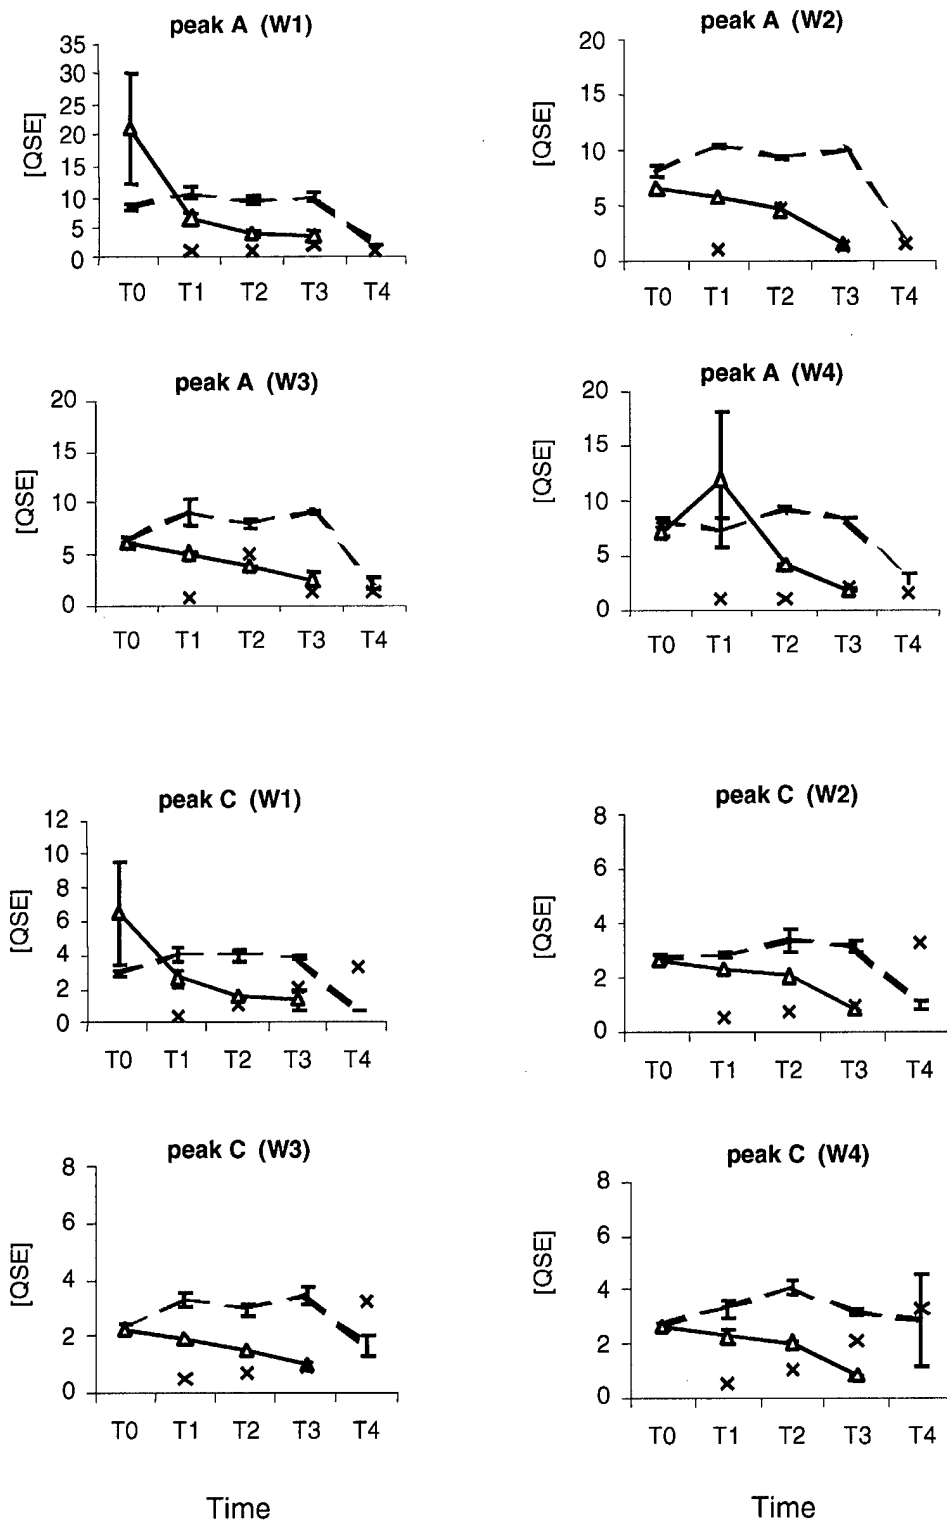 peak A (W1)
35
30
25
20
15
10
5
0
[QSE]
T0 T1 T2 T3 T4
peak A (W2)
20
15
10
5
0
[QSE]
T0 T1 T2 T3 T4
peak A (W3)
20
15
10
5
0
[QSE]
T0 T1 T2 T3 T4
peak A (W4)
20
15
10
5
0
[QSE]
T0 T1 T2 T3 T4
peak C (W1)
12
10
8
6
4
2
0
[QSE]
T0 T1 T2 T3 T4
peak C (W2)
8
6
4
2
0
[QSE]
T0 T1 T2 T3 T4
peak C (W3)
8
6
4
2
0
[QSE]
T0 T1 T2 T3 T4
Time
peak C (W4)
8
6
4
2
0
[QSE]
T0 T1 T2 T3 T4
Time